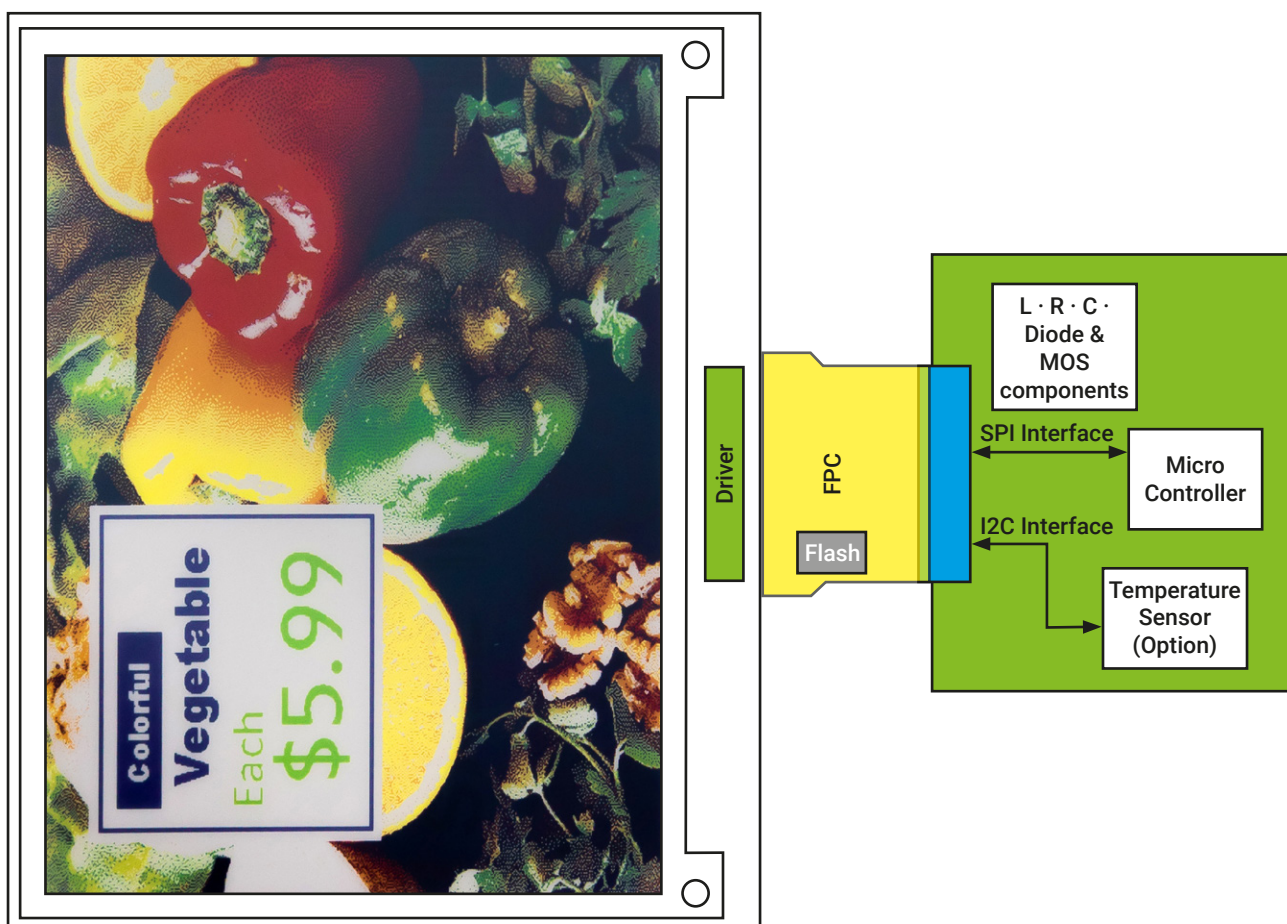 Colorful
Vegetable
Each
$5.99
Driver
FPC
Flash
L · R · C ·
Diode &
MOS
components
SPI Interface
Micro
Controller
I2C Interface
Temperature
Sensor
(Option)